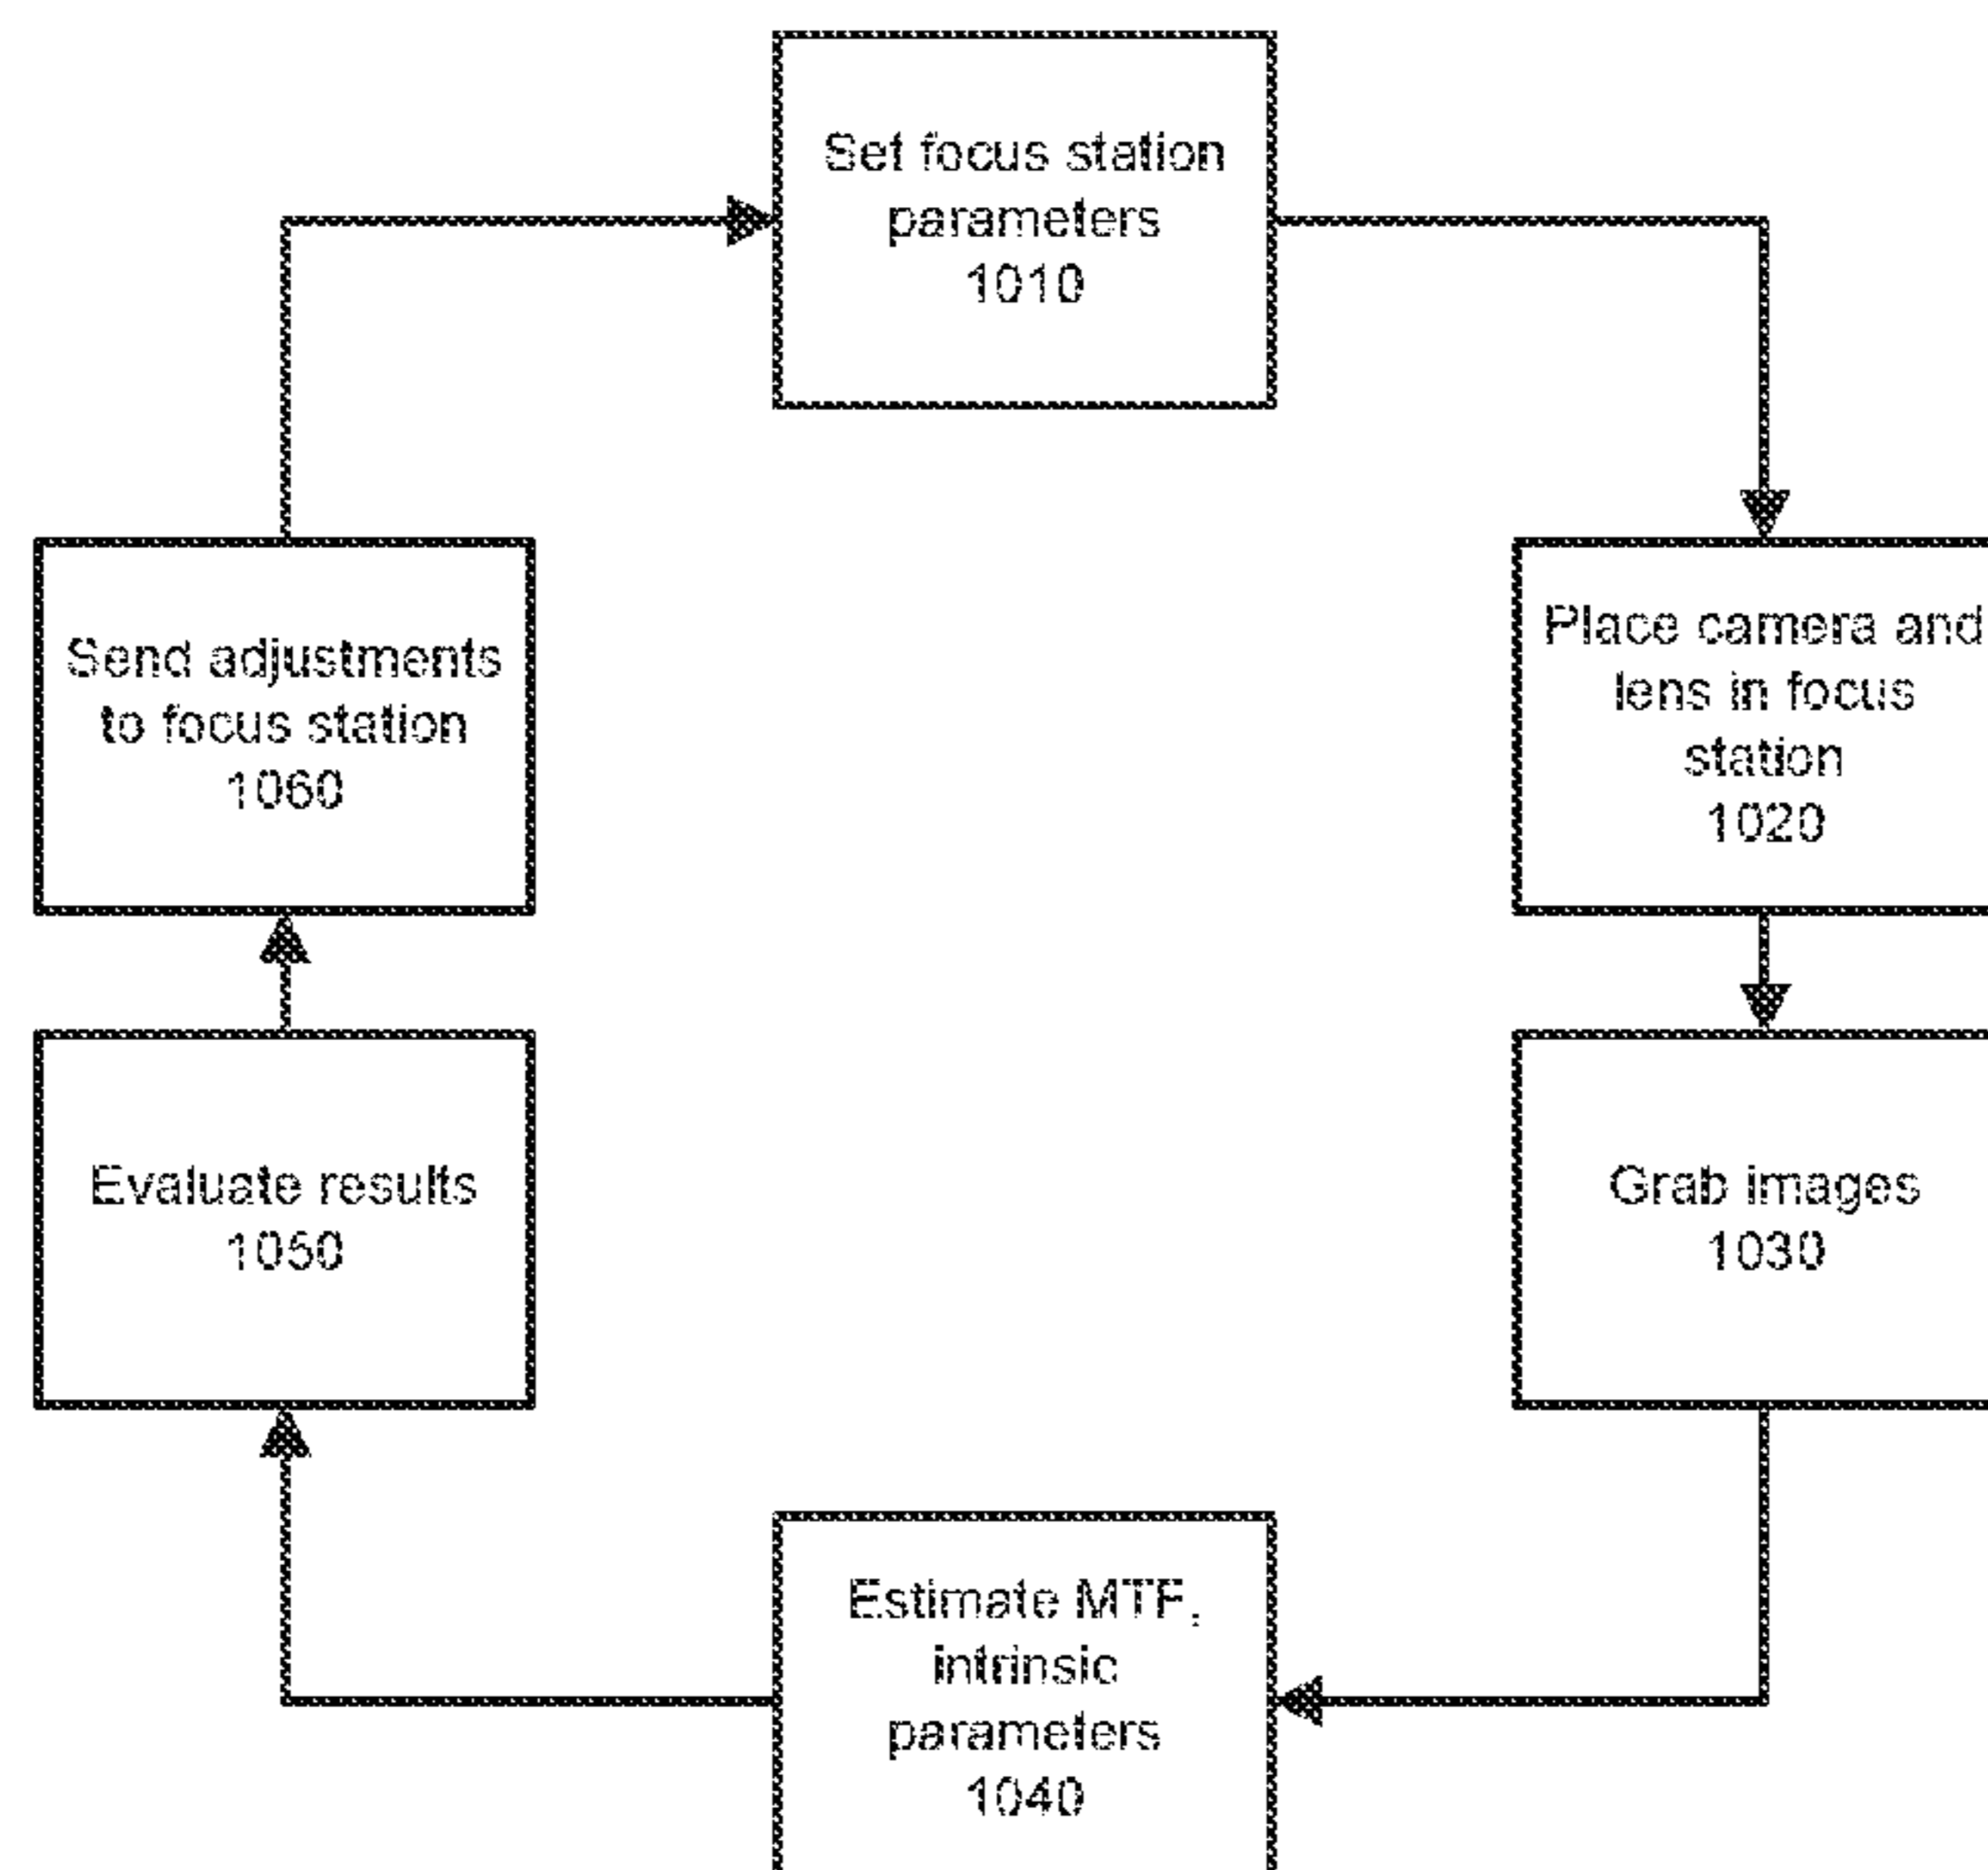 Set focus station
parameters
1010
Place camera and
lens in focus
station
1020
Grab images
1030
Estimate MTF,
intrinsic
parameters
1040
Evaluate results
1050
Send adjustments
to focus station
1060